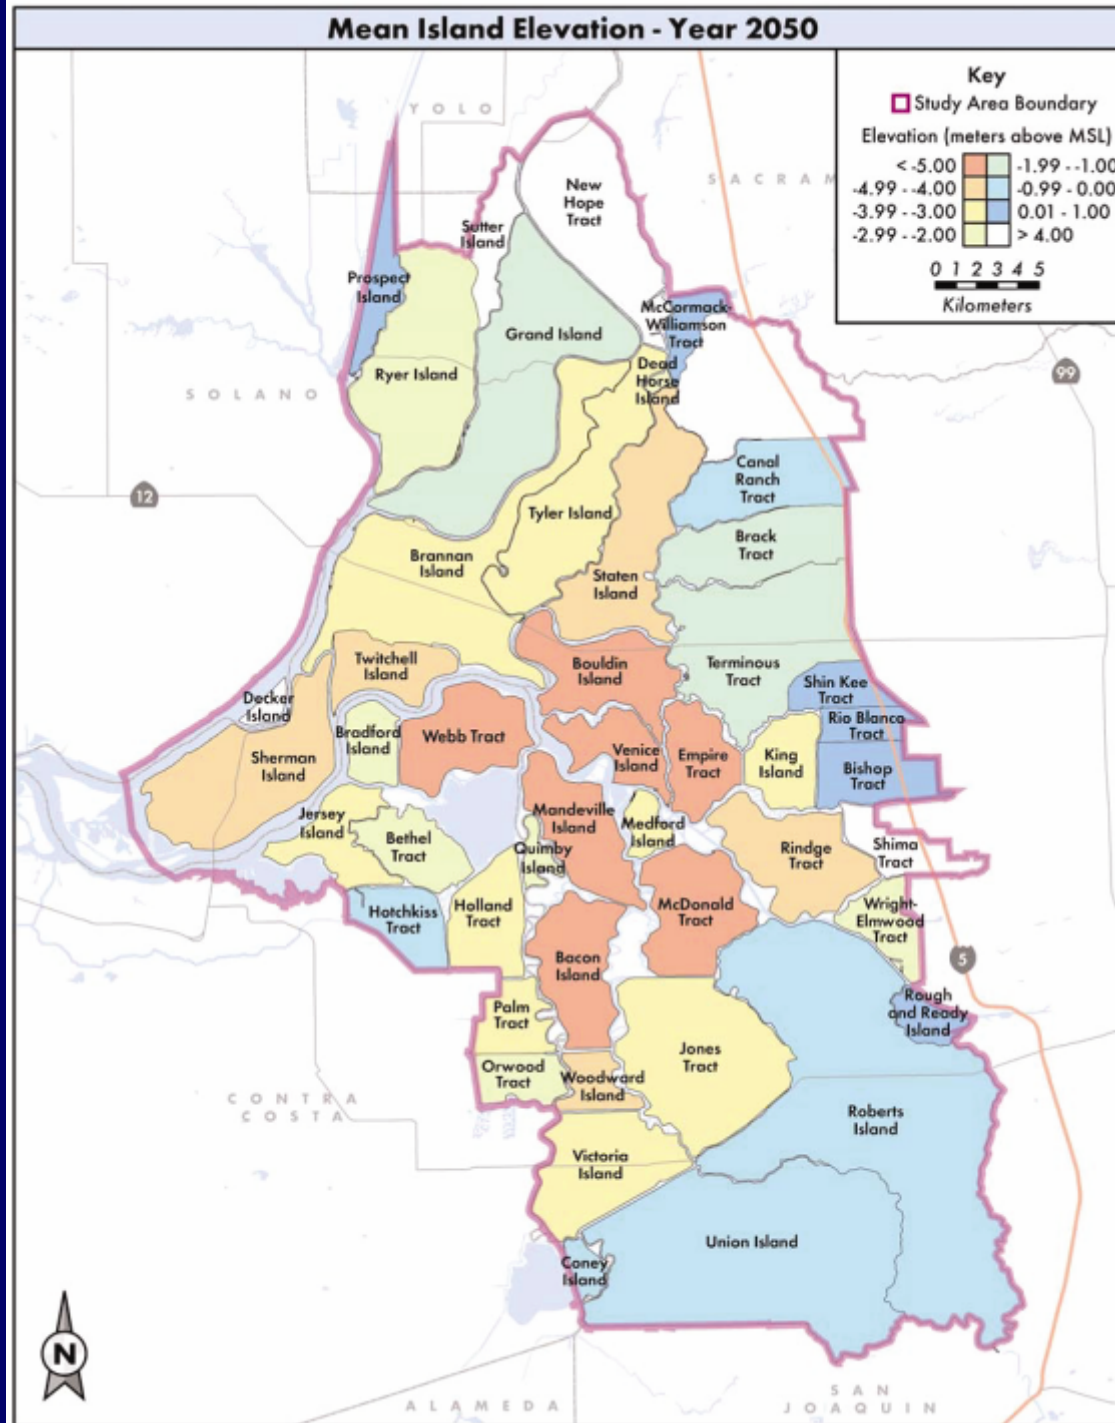 Mean Island Elevation - Year 2050
Key
Study Area Boundary
Elevation (meters above MSL)
< -5.00
-1.99 - -1.00
-4.99 - -4.00
-0.99 - 0.00
-3.99 - -3.00
0.01 - 1.00
-2.99 - -2.00
> 4.00
0 1 2 3 4 5
Kilometers
YOLO
SACRAM
New
Hope
Tract
Sutter
Island
Prospect
Island
McCormack-
Williamson
Tract
Grand Island
Dead
Horse
Island
Ryer Island
99
SOLANO
12
Canal
Ranch
Tract
Tyler Island
Brack
Tract
Brannan
Island
Staten
Island
Twitchell
Island
Bouldin
Island
Terminous
Tract
Shin Kee
Tract
Decker
Island
Rio Blanco
Tract
Bradford
Island
Webb Tract
Venice
Island
Empire
Tract
King
Island
Bishop
Tract
Sherman
Island
Jersey
Island
Mandeville
Island
Medford
Island
Bethel
Tract
Quimby
Island
Rindge
Tract
Shima
Tract
Hotchkiss
Tract
Holland
Tract
McDonald
Tract
Wright-
Elmwood
Tract
Bacon
Island
5
Rough
and Ready
Island
Palm
Tract
Jones
Tract
Orwood
Tract
Woodward
Island
CONTRA
COSTA
Roberts
Island
Victoria
Island
Union Island
Coney
Island
N
ALAMEDA
SAN
JOAQUIN